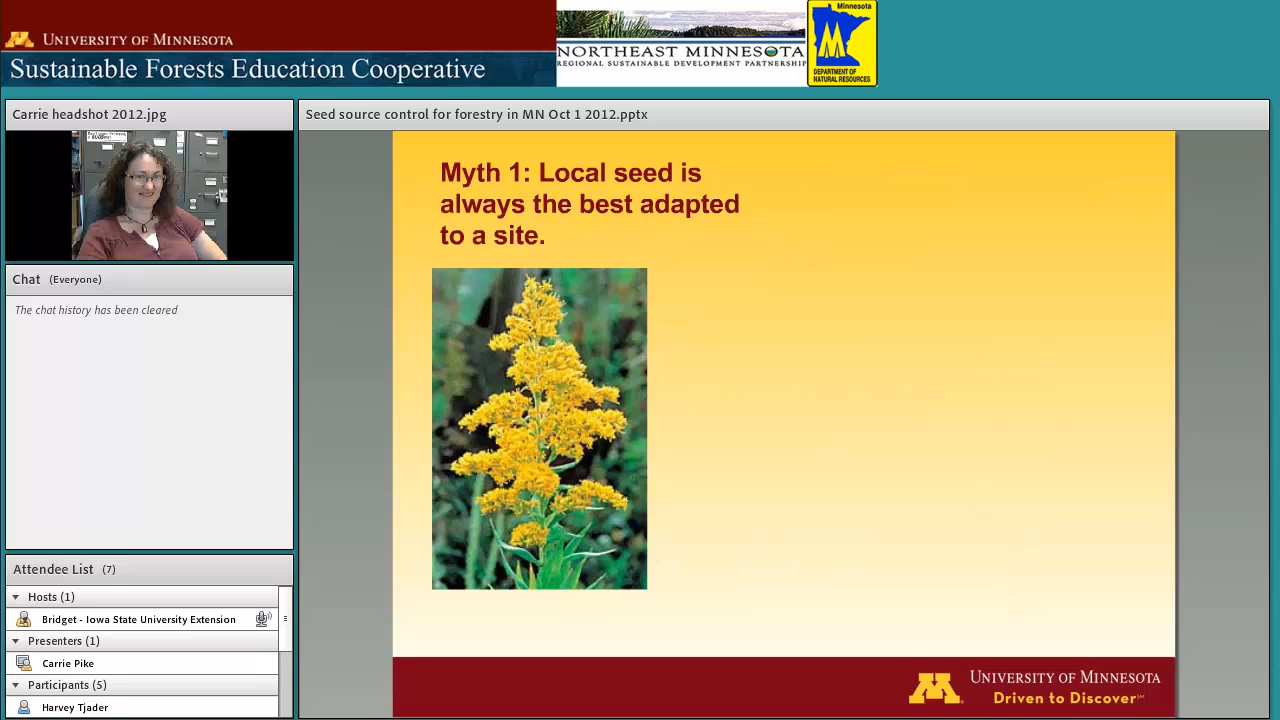 UNIVERSITY OF MINNESOTA
Sustainable Forests Education Cooperative
NORTHEAST MINNESOTA
REGIONAL SUSTAINABLE DEVELOPMENT PARTNERSHIP
Minnesota
DEPARTMENT OF
NATURAL RESOURCES
Carrie headshot 2012.jpg
Chat (Everyone)
The chat history has been cleared
Attendee List (7)
Hosts (1)
Bridget - Iowa State University Extension
Presenters (1)
Carrie Pike
Participants (5)
Harvey Tjader
Seed source control for forestry in MN Oct 1 2012.pptx
Myth 1: Local seed is
always the best adapted
to a site.
UNIVERSITY OF MINNESOTA
Driven to Discover℠